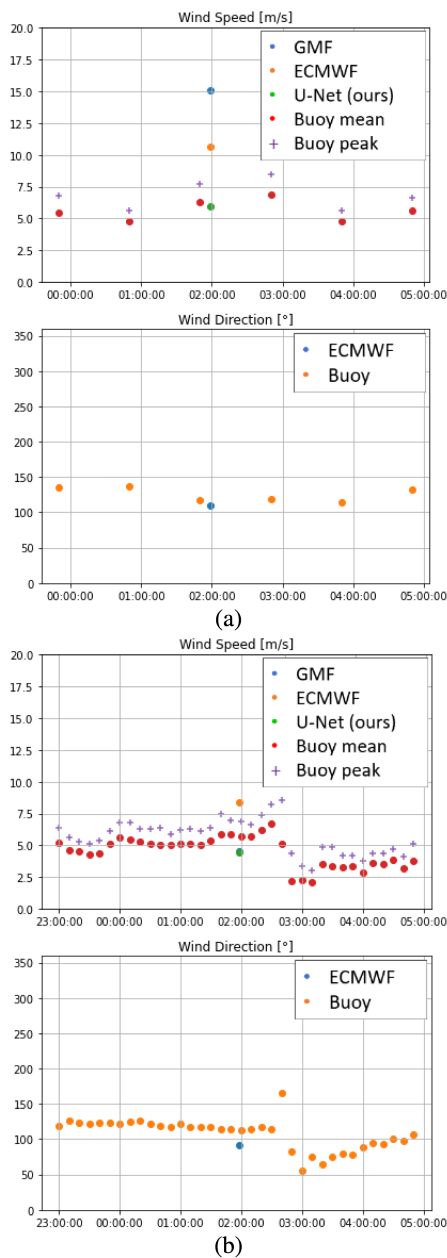 Wind Speed [m/s]
20.0
17.5
15.0
12.5
10.0
7.5
5.0
2.5
0.0
GMF
ECMWF
U-Net (ours)
Buoy mean
Buoy peak
00:00:00 01:00:00 02:00:00 03:00:00 04:00:00 05:00:00
Wind Direction [°]
350
300
250
200
150
100
50
0
ECMWF
Buoy
00:00:00 01:00:00 02:00:00 03:00:00 04:00:00 05:00:00
(a)
Wind Speed [m/s]
20.0
17.5
15.0
12.5
10.0
7.5
5.0
2.5
0.0
GMF
ECMWF
U-Net (ours)
Buoy mean
Buoy peak
23:00:00 00:00:00 01:00:00 02:00:00 03:00:00 04:00:00 05:00:00
Wind Direction [°]
350
300
250
200
150
100
50
0
ECMWF
Buoy
23:00:00 00:00:00 01:00:00 02:00:00 03:00:00 04:00:00 05:00:00
(b)